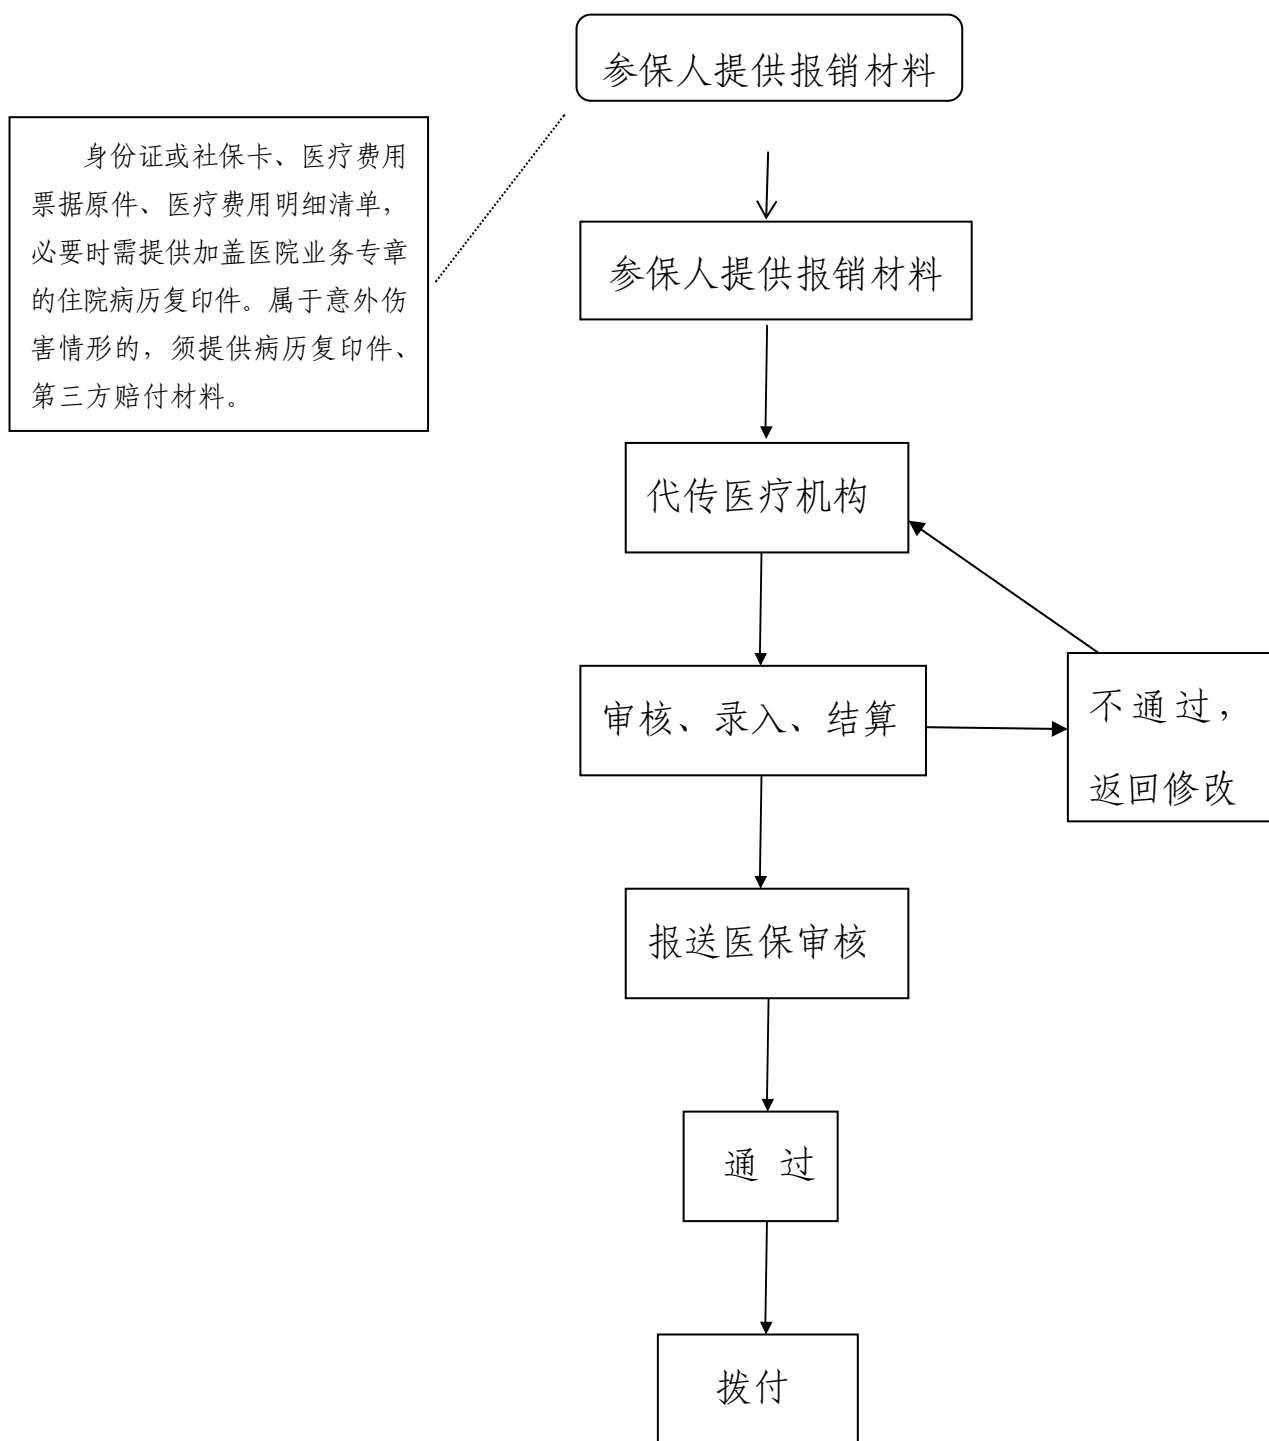 参保人提供报销材料
身份证或社保卡、医疗费用
票据原件、医疗费用明细清单，
必要时需提供加盖医院业务专章
的住院病历复印件。属于意外伤
害情形的，须提供病历复印件、
第三方赔付材料。
参保人提供报销材料
代传医疗机构
审核、录入、结算
不通过，
返回修改
报送医保审核
通 过
拨付